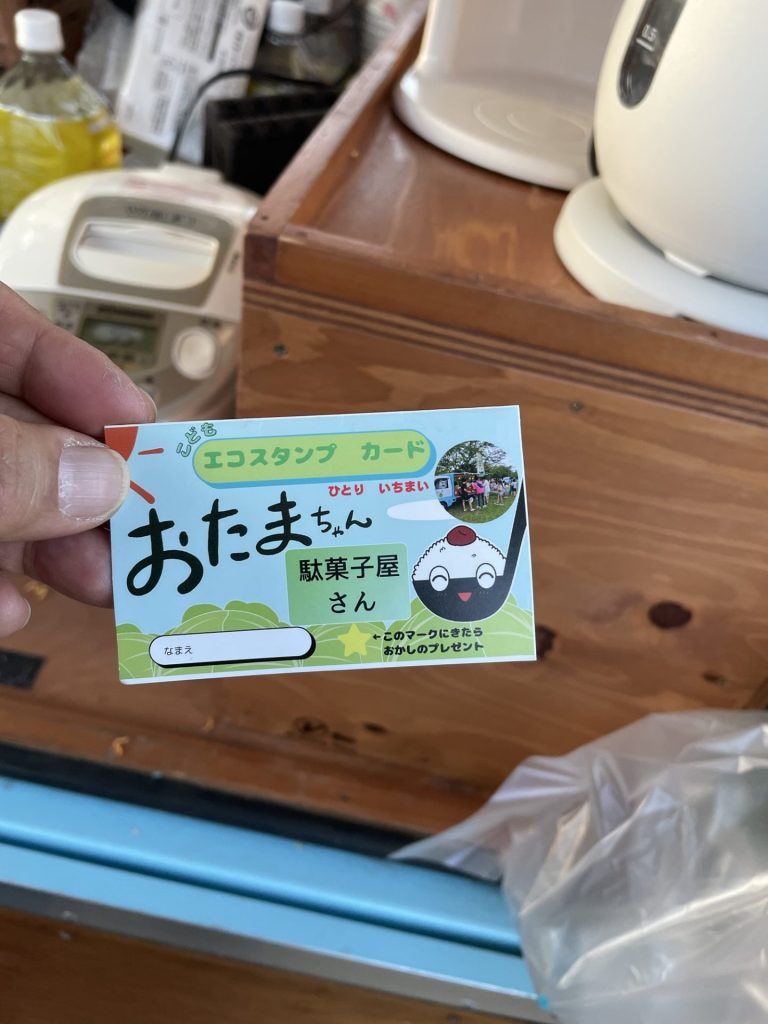 こども
エコスタンプ カード
ひとり いちまい
おたまちゃん
駄菓子屋
さん
なまえ
←このマークにきたら
おかしのプレゼント